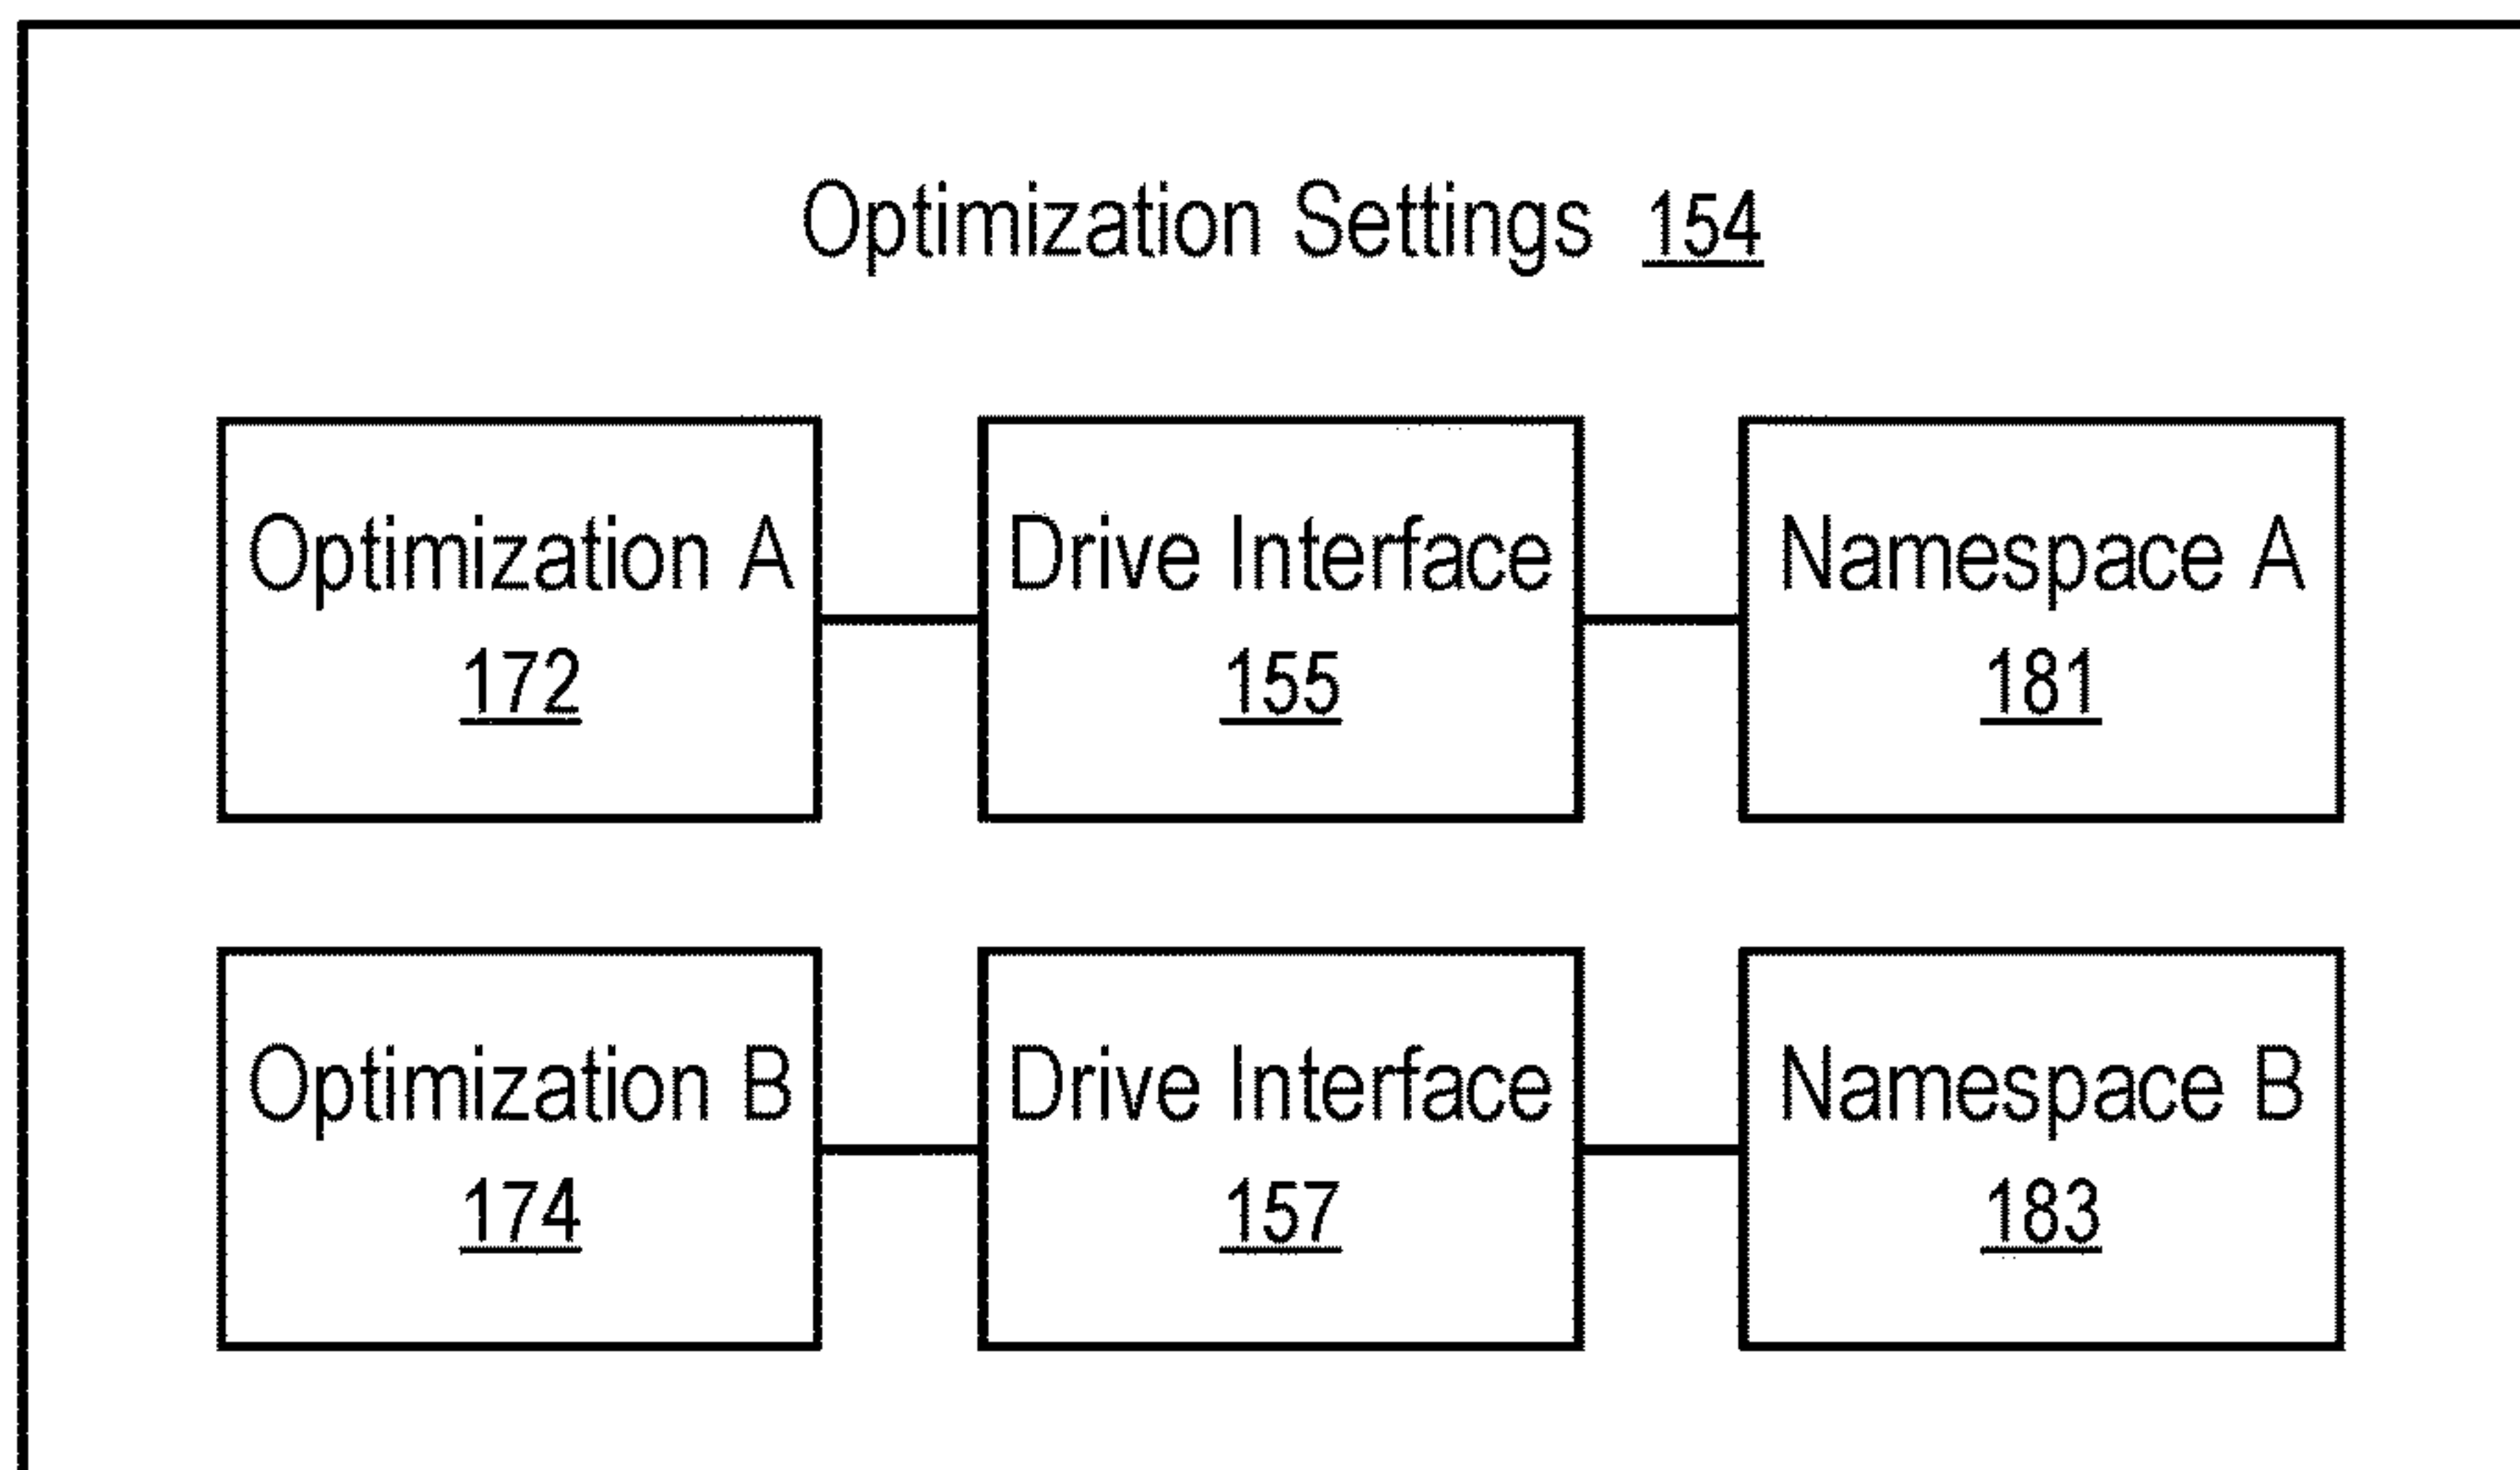 Optimization Settings 154
Optimization A
172
Drive Interface
155
Namespace A
181
Optimization B
174
Drive Interface
157
Namespace B
183